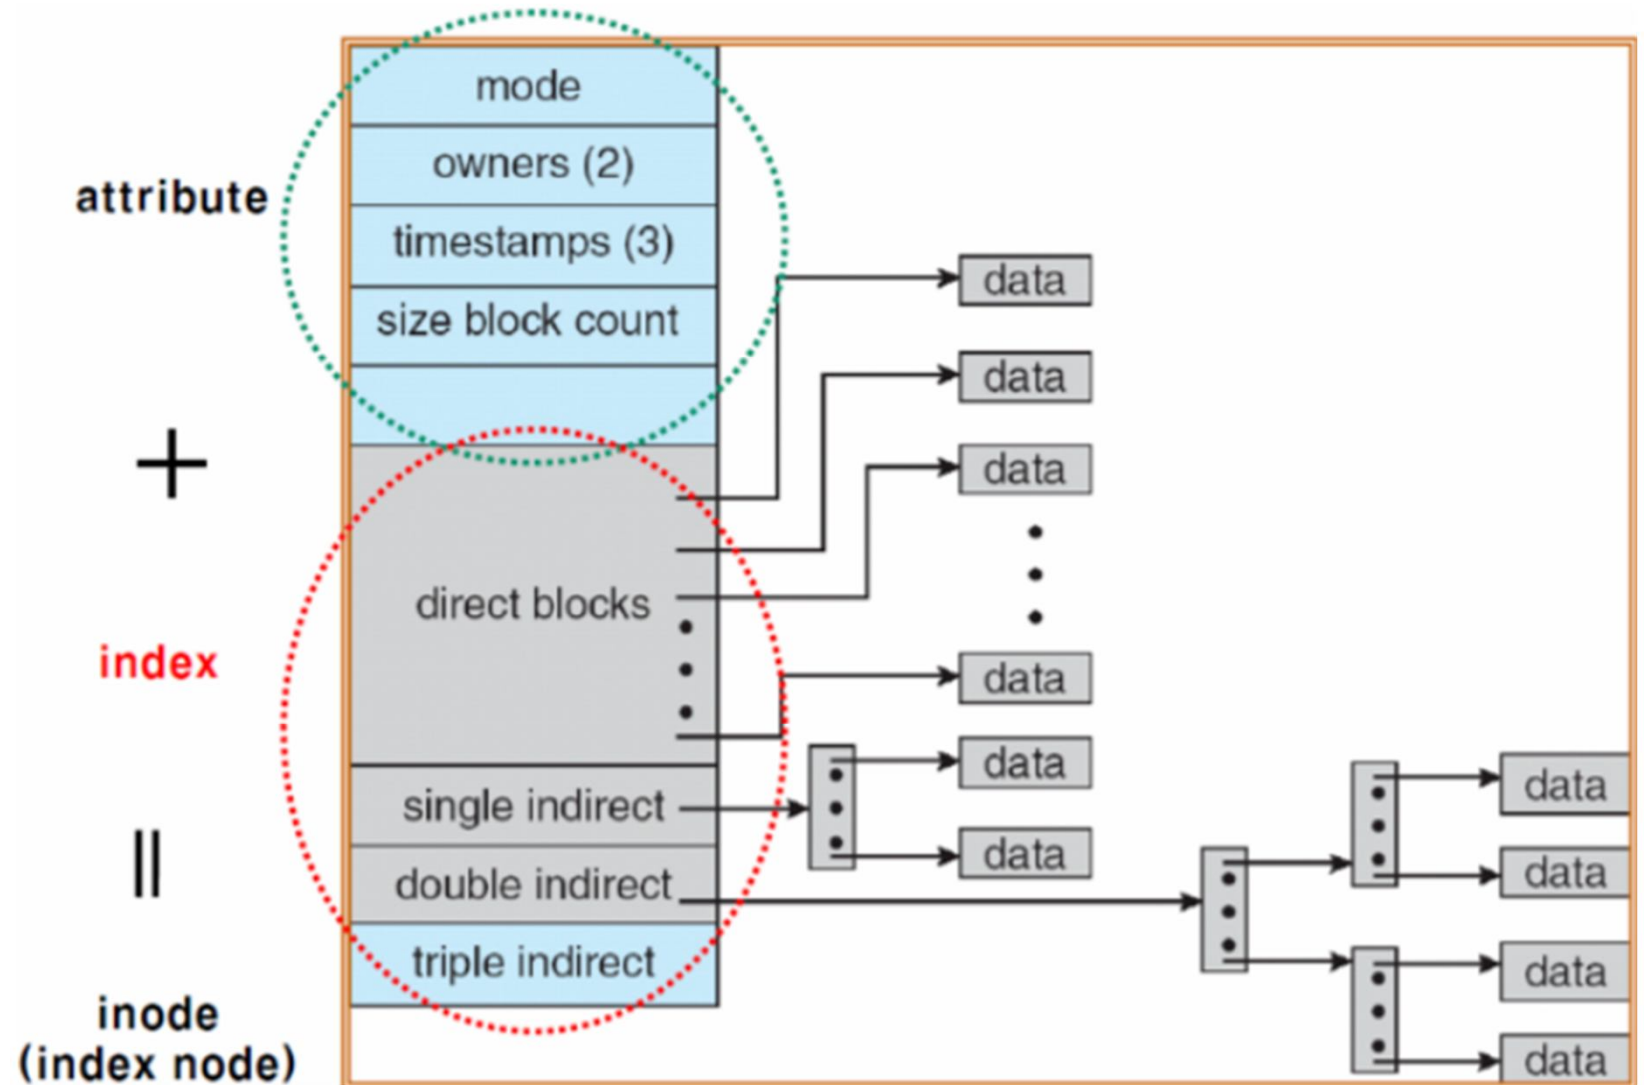 attribute
+
index
=
inode
(index node)
mode
owners (2)
timestamps (3)
size block count
direct blocks
single indirect
double indirect
triple indirect
data
data
data
data
data
data
data
data
data
data